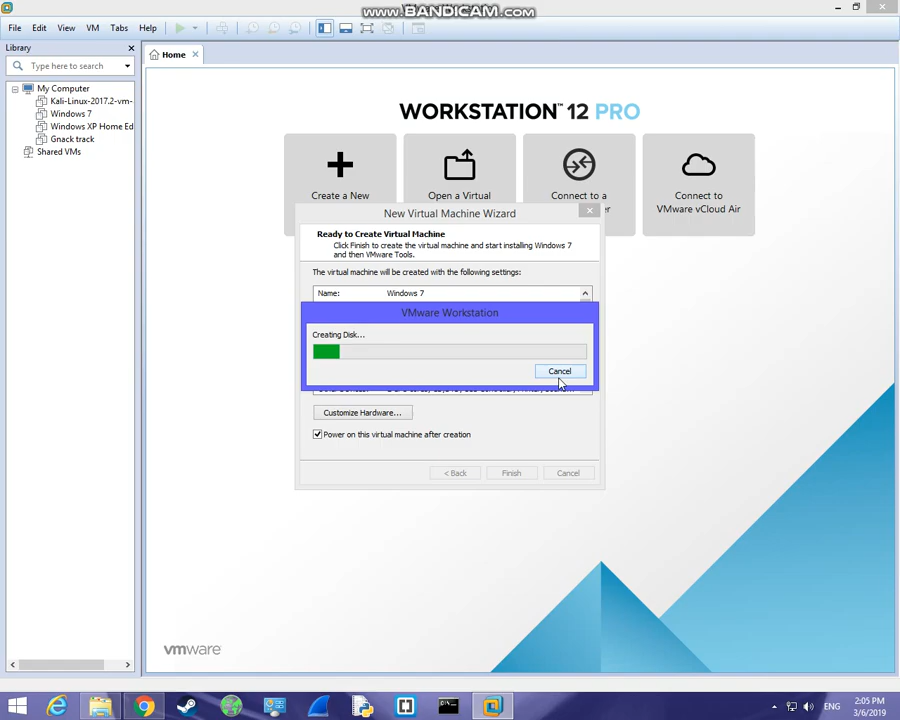 www.BANDICAM.com
File Edit View VM Tabs Help
Library
Home
Type here to search
My Computer
Kali-Linux-2017.2-vm-
Windows 7
Windows XP Home Ed
Gnack track
Shared VMs
WORKSTATION™ 12 PRO
Create a New
Open a Virtual
Connect to a
Connect to
VMware vCloud Air
New Virtual Machine Wizard
Ready to Create Virtual Machine
Click Finish to create the virtual machine and start installing Windows 7
and then VMware Tools.
The virtual machine will be created with the following settings:
Name: Windows 7
VMware Workstation
Creating Disk...
Cancel
Customize Hardware...
Power on this virtual machine after creation
< Back Finish Cancel
vmware
ENG
2:05 PM
3/6/2019